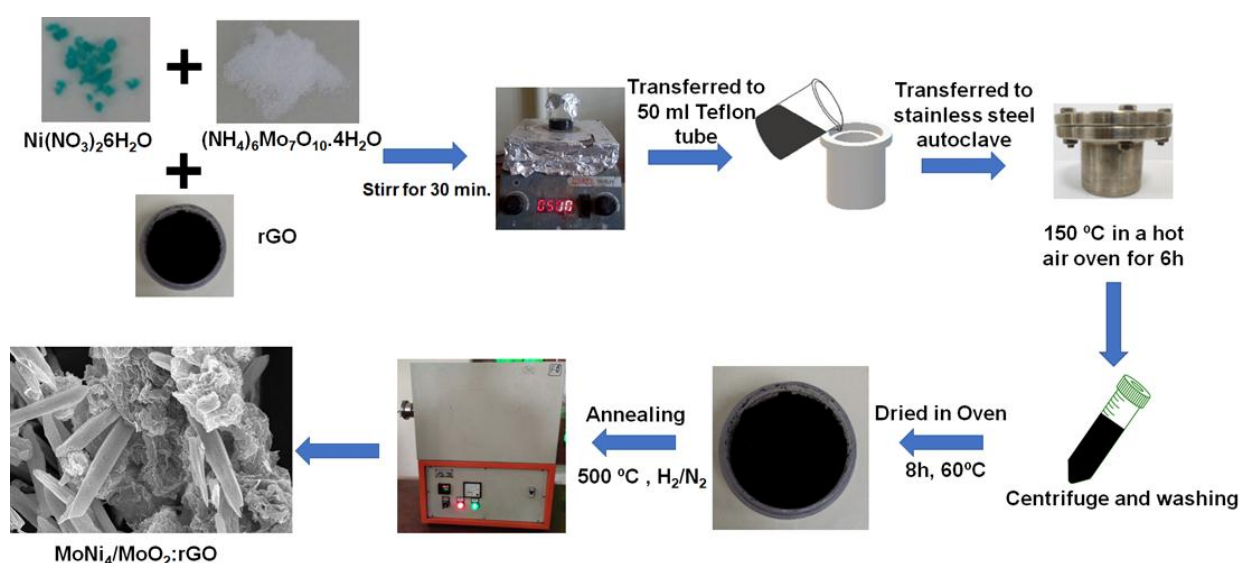 Ni(NO₃)₂6H₂O
(NH₄)₆Mo₇O₁₀.4H₂O
rGO
Stirr for 30 min.
0500
Transferred to
50 ml Teflon
tube
Transferred to
stainless steel
autoclave
150 ºC in a hot
air oven for 6h
Centrifuge and washing
Dried in Oven
8h, 60ºC
Annealing
500 ºC , H₂/N₂
MoNi₄/MoO₂:rGO